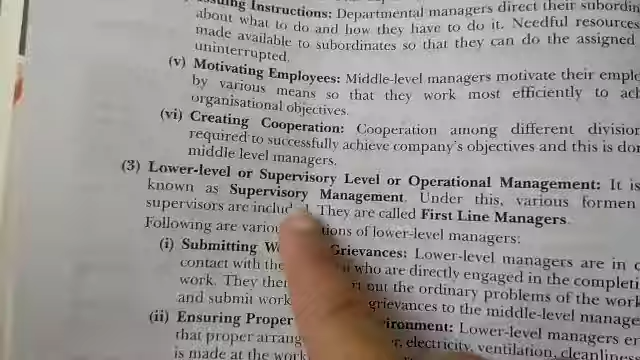 Issuing Instructions: Departmental managers direct their subordin
about what to do and how they have to do it. Needful resources
made available to subordinates so that they can do the assigned
uninterrupted.
(v) Motivating Employees: Middle-level managers motivate their emplo
by various means so that they work most efficiently to ach
organisational objectives.
(vi) Creating Cooperation: Cooperation among different division
required to successfully achieve company's objectives and this is don
middle level managers.
(3) Lower-level or Supervisory Level or Operational Management: It is
known as Supervisory Management. Under this, various formen
supervisors are included. They are called First Line Managers.
Following are variou tions of lower-level managers:
(i) Submitting W Grievances: Lower-level managers are in c
contact with the who are directly engaged in the completi
work. They the out the ordinary problems of the work
and submit work grievances to the middle-level manage
(ii) Ensuring Proper ironment: Lower-level managers en
that proper arrang r, electricity, ventilation, cleanliness
is made at the work